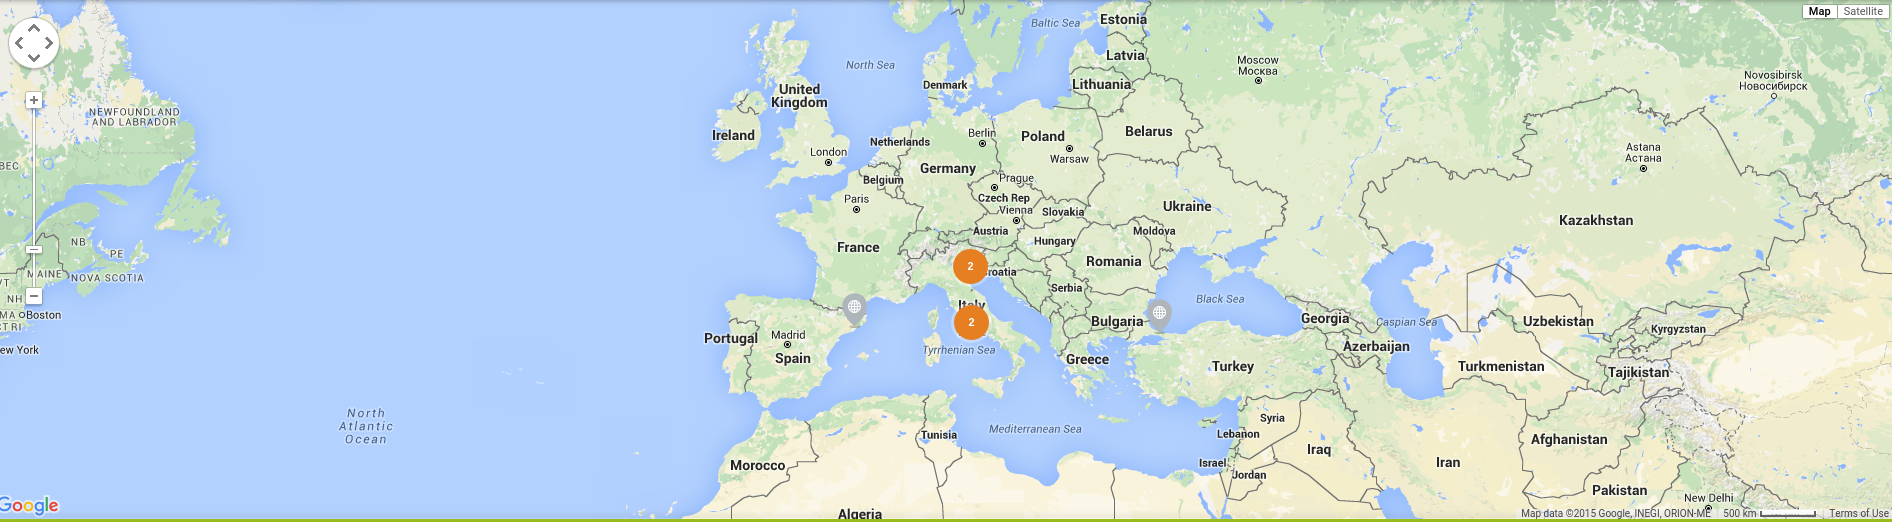 Map
Satellite
Estonia
Baltic Sea
Latvia
Moscow
Москва
North Sea
Novosibirsk
Новосибирск
Denmark
Lithuania
United
Kingdom
NEWFOUNDLAND
AND LABRADOR
Ireland
Berlin
Poland
Belarus
Netherlands
London
Warsaw
Astana
Астана
BEC
Germany
Belgium
Prague
Paris
Czech Rep
Vienna
Slovakia
Ukraine
Kazakhstan
Austria
Hungary
Moldova
NB
PE
France
Romania
2
roatia
MAINE
NOVA SCOTIA
VT
Serbia
NH
Italy
Black Sea
MA
Boston
CT
RI
2
Bulgaria
Georgia
Caspian Sea
Uzbekistan
Kyrgyzstan
Portugal
Madrid
Azerbaijan
ew York
Tyrrhenian Sea
Spain
Greece
Turkey
Turkmenistan
Tajikistan
North
Atlantic
Ocean
Syria
Mediterranean Sea
Tunisia
Lebanon
Afghanistan
Iraq
Iran
Morocco
Israel
Jordan
Pakistan
New Delhi
Google
Algeria
Map data ©2015 Google, INEGI, ORION-ME
500 km
Terms of Use